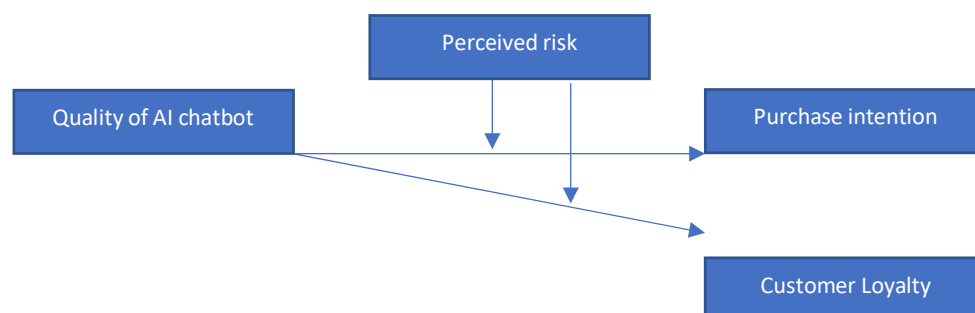 Perceived risk
Quality of AI chatbot
Purchase intention
Customer Loyalty